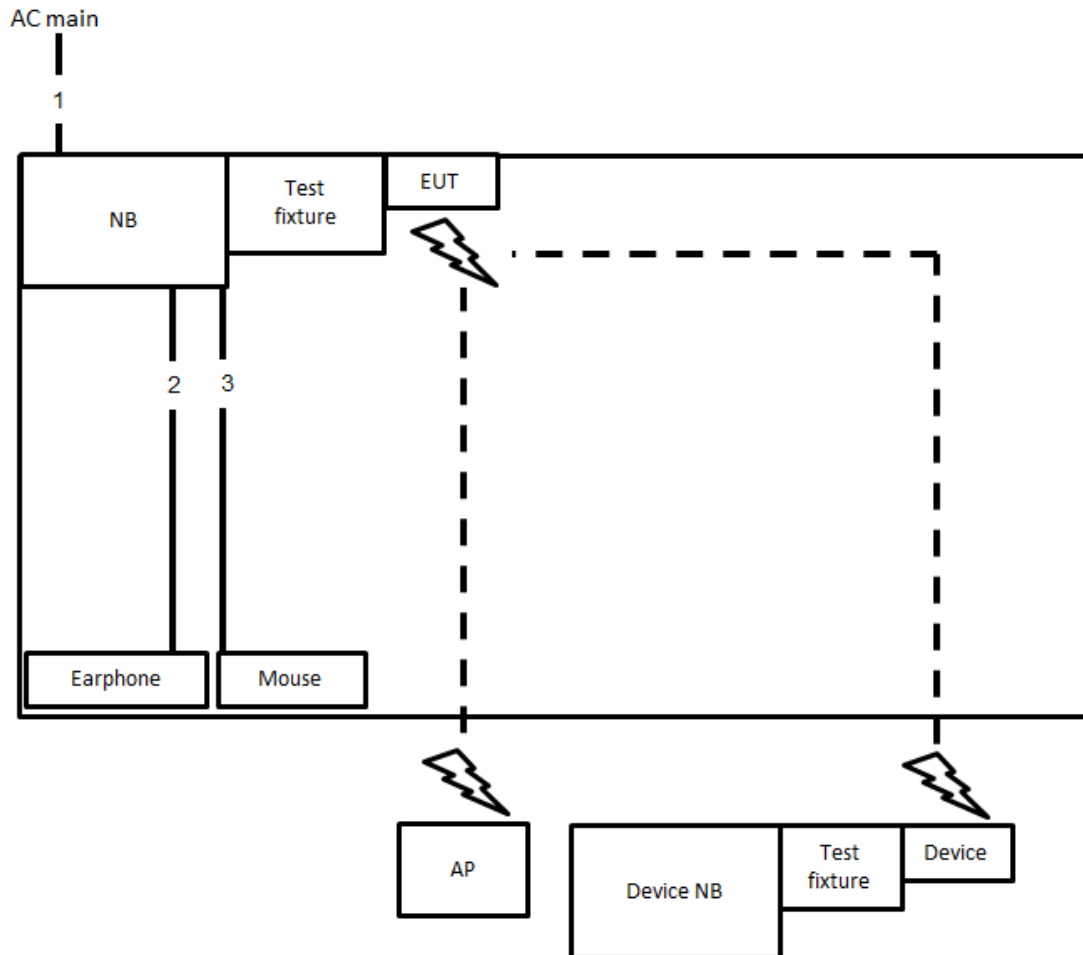 AC main
1
NB
Test
fixture
EUT
2
3
Earphone
Mouse
AP
Device NB
Test
fixture
Device